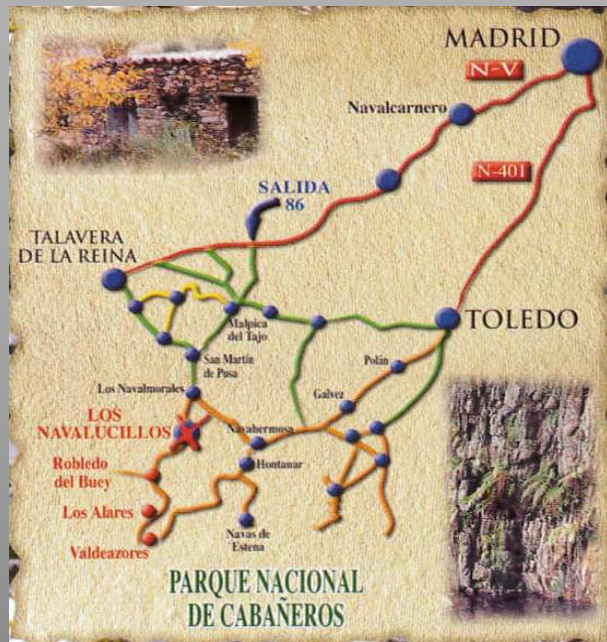 MADRID
N-V
Navalcarnero
N-401
SALIDA
86
TALAVERA
DE LA REINA
TOLEDO
Malpica
del Tajo
San Martín
de Pusa
Polán
Los Navalmorales
Galvez
LOS
NAVALUCILLOS
Navahermosa
Robledo
del Buey
Hontanar
Los Alares
Navas de
Estena
Valdeazores
PARQUE NACIONAL
DE CABAÑEROS